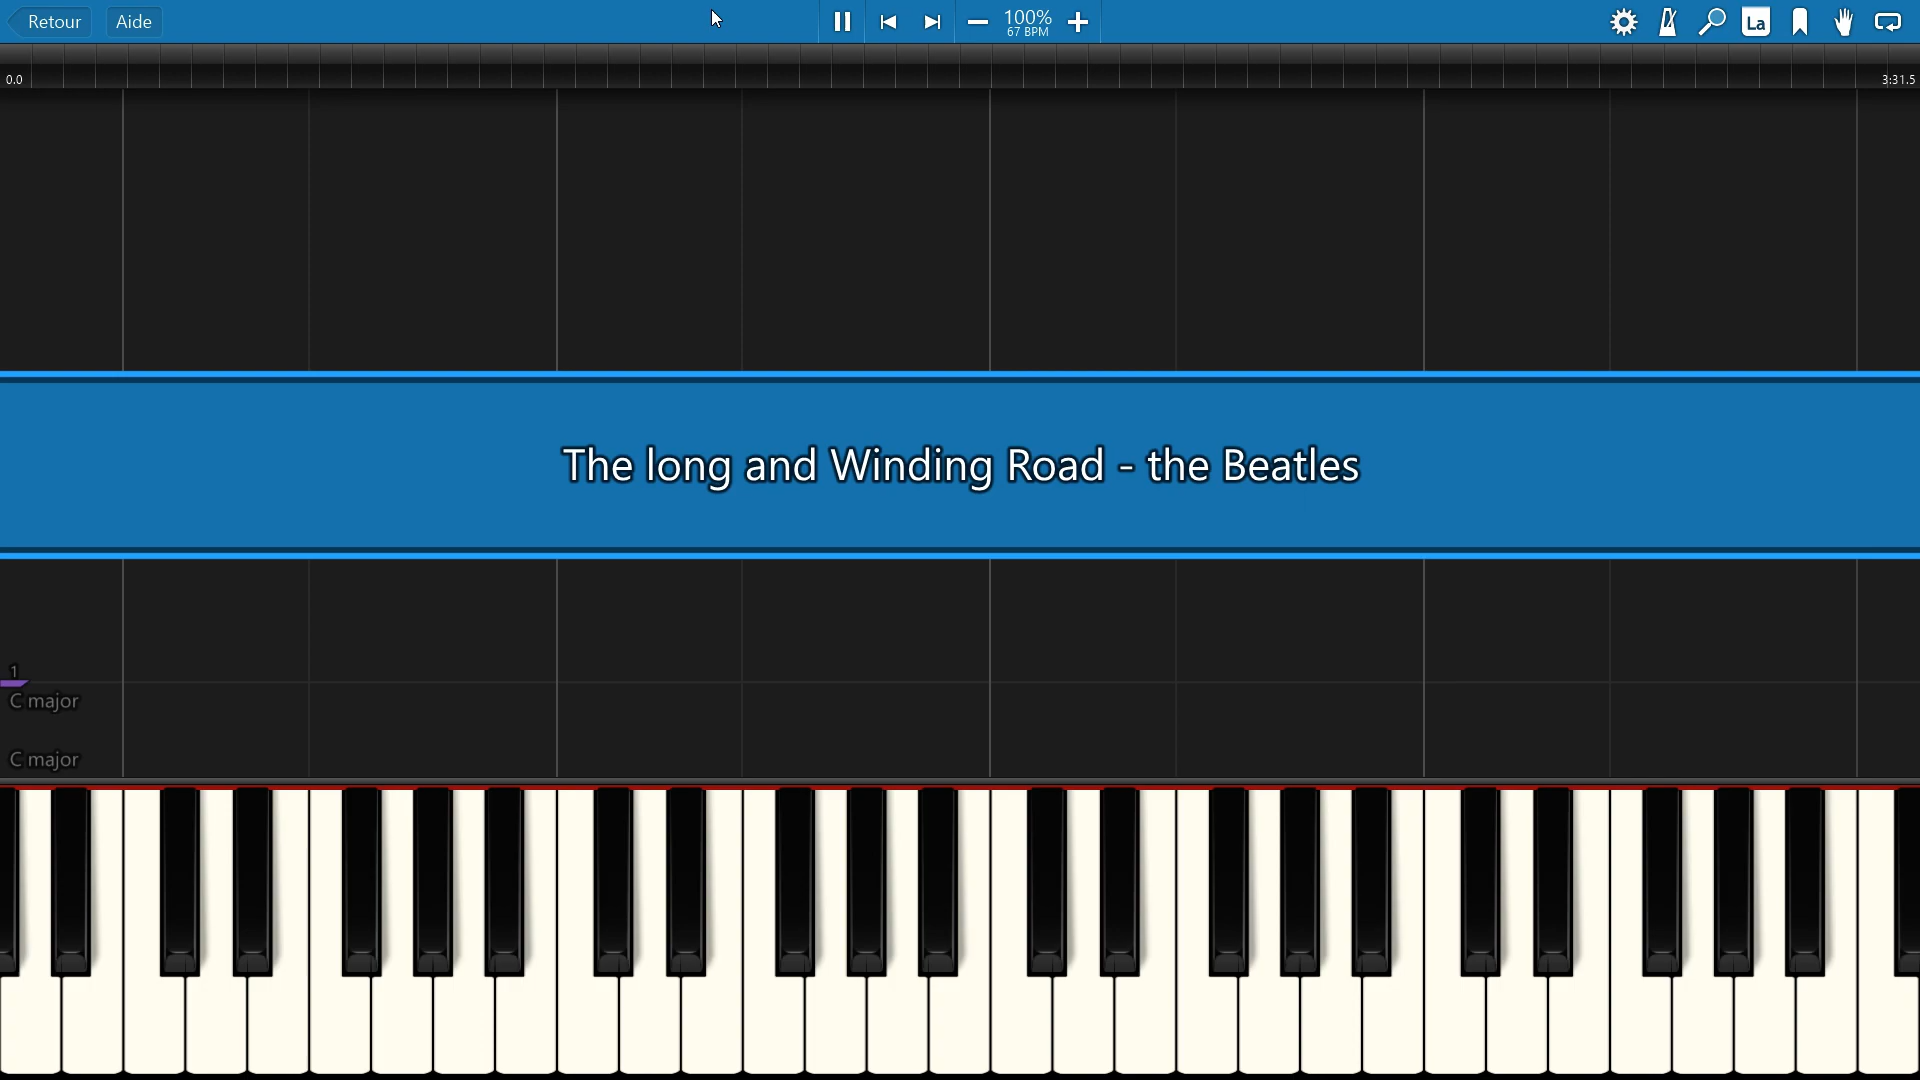 Retour
Aide
100%
67 BPM
La
0.0
3:31.5
The long and Winding Road - the Beatles
1
C major
C major